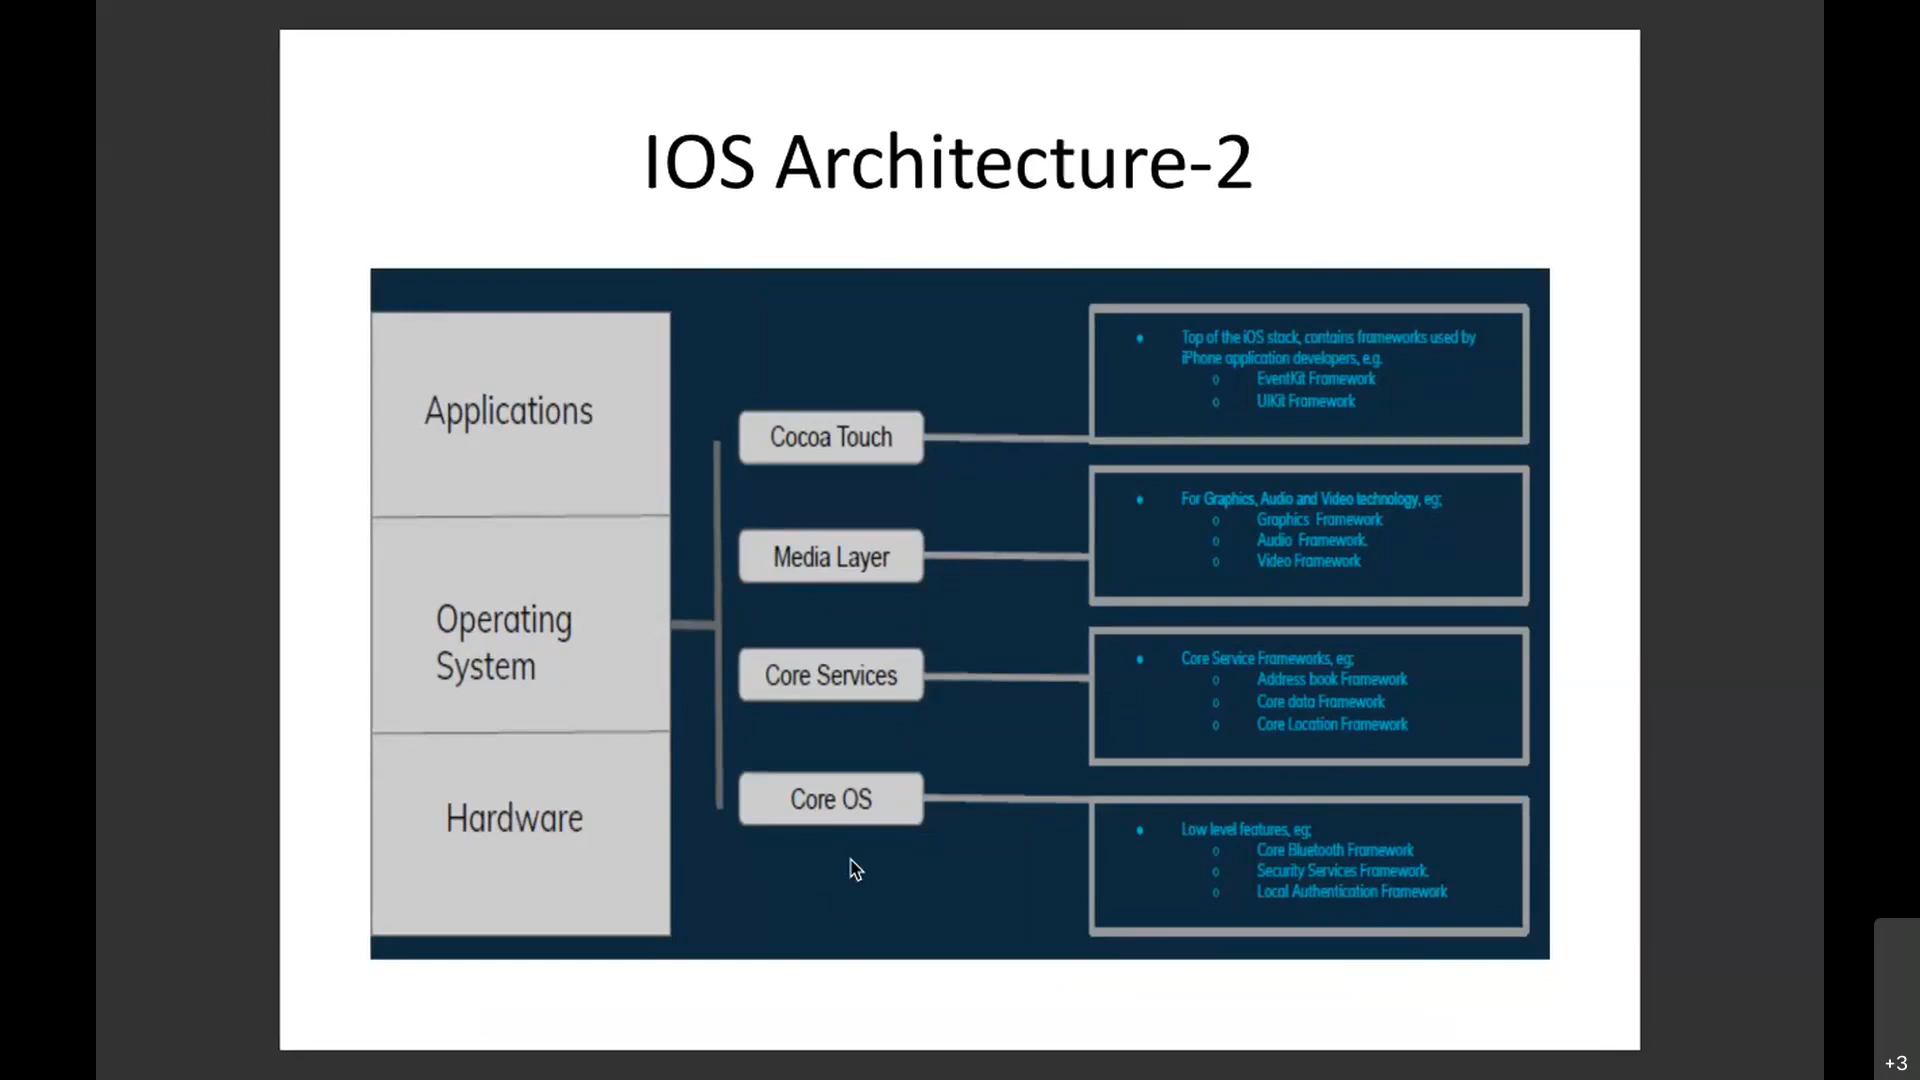 IOS Architecture-2
Applications
Operating
System
Hardware
Cocoa Touch
Media Layer
Core Services
Core OS
• Top of the iOS stack, contains frameworks used by
iPhone application developers, e.g.
o EventKit Framework
o UIKit Framework
• For Graphics, Audio and Video technology, eg;
o Graphics Framework
o Audio Framework.
o Video Framework
• Core Service Frameworks, eg;
o Address book Framework
o Core data Framework
o Core Location Framework
• Low level features, eg;
o Core Bluetooth Framework
o Security Services Framework.
o Local Authentication Framework
+3